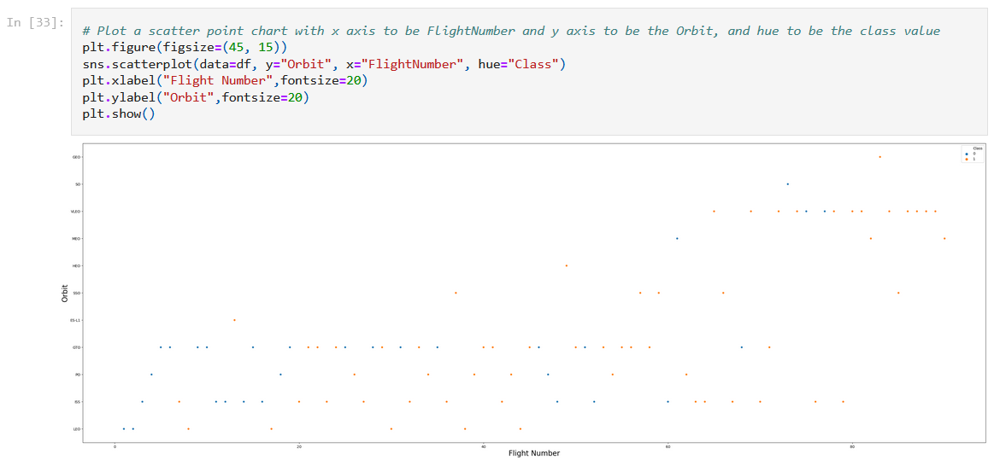 In [33]:
# Plot a scatter point chart with x axis to be FlightNumber and y axis to be the Orbit, and hue to be the class value
plt.figure(figsize=(45, 15))
sns.scatterplot(data=df, y="Orbit", x="FlightNumber", hue="Class")
plt.xlabel("Flight Number",fontsize=20)
plt.ylabel("Orbit",fontsize=20)
plt.show()
Class
0
1
GEO
SO
VLEO
MEO
HEO
SSO
ES-L1
GTO
PO
ISS
LEO
Orbit
0 20 40 60 80
Flight Number